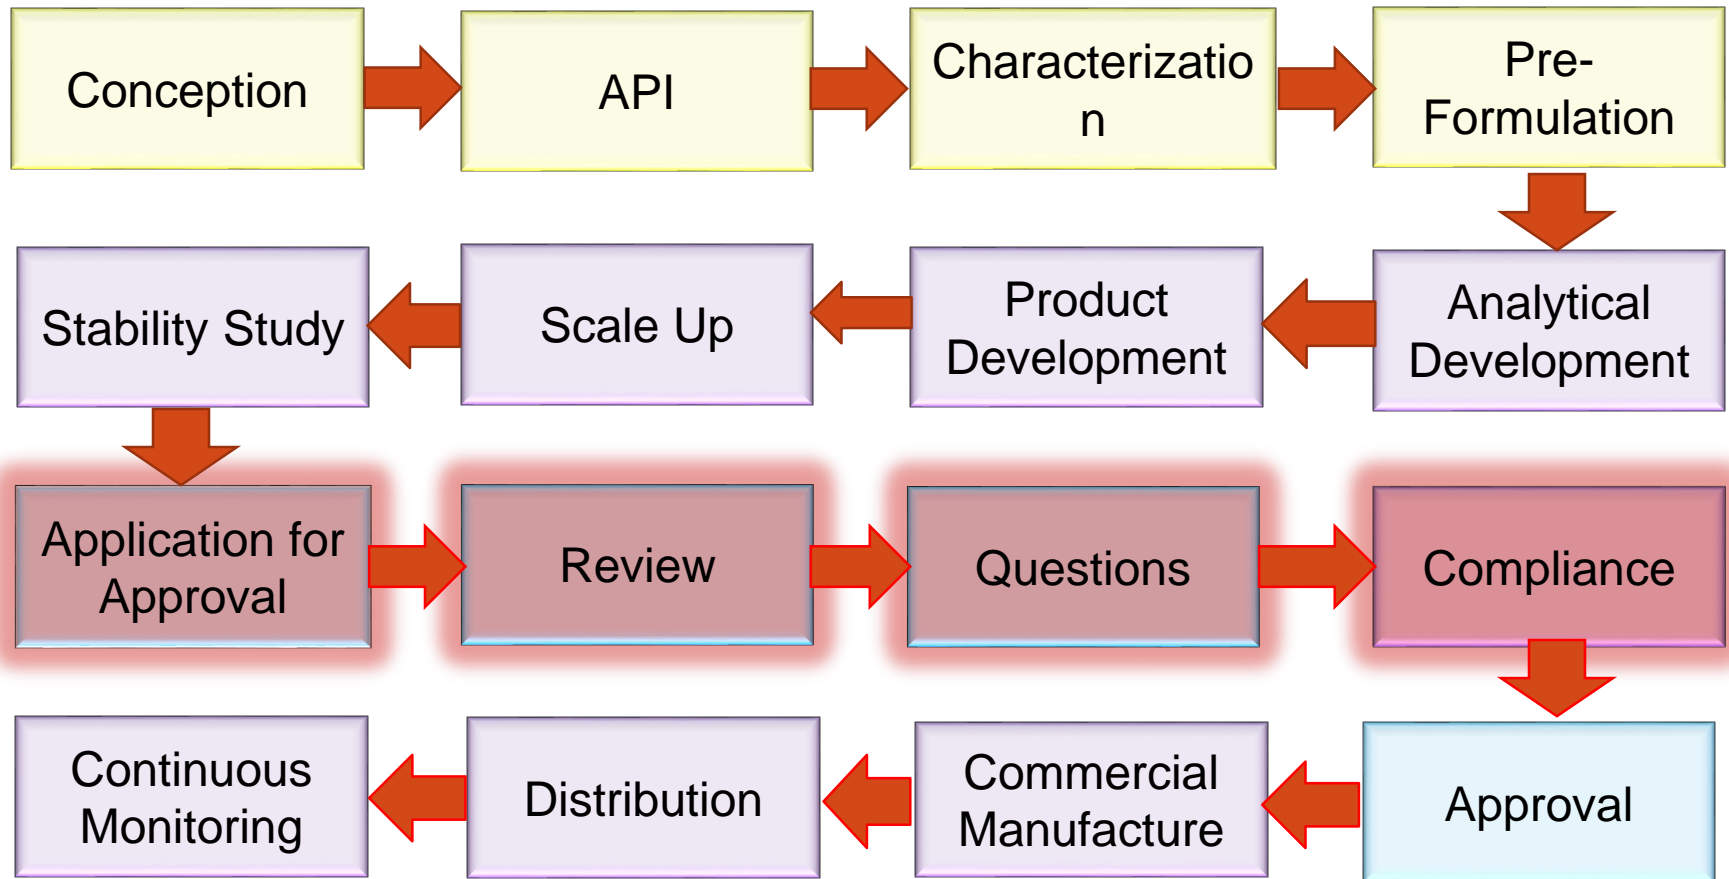 Conception
API
Characterizatio
n
Pre-
Formulation
Analytical
Development
Product
Development
Scale Up
Stability Study
Application for
Approval
Review
Questions
Compliance
Approval
Commercial
Manufacture
Distribution
Continuous
Monitoring